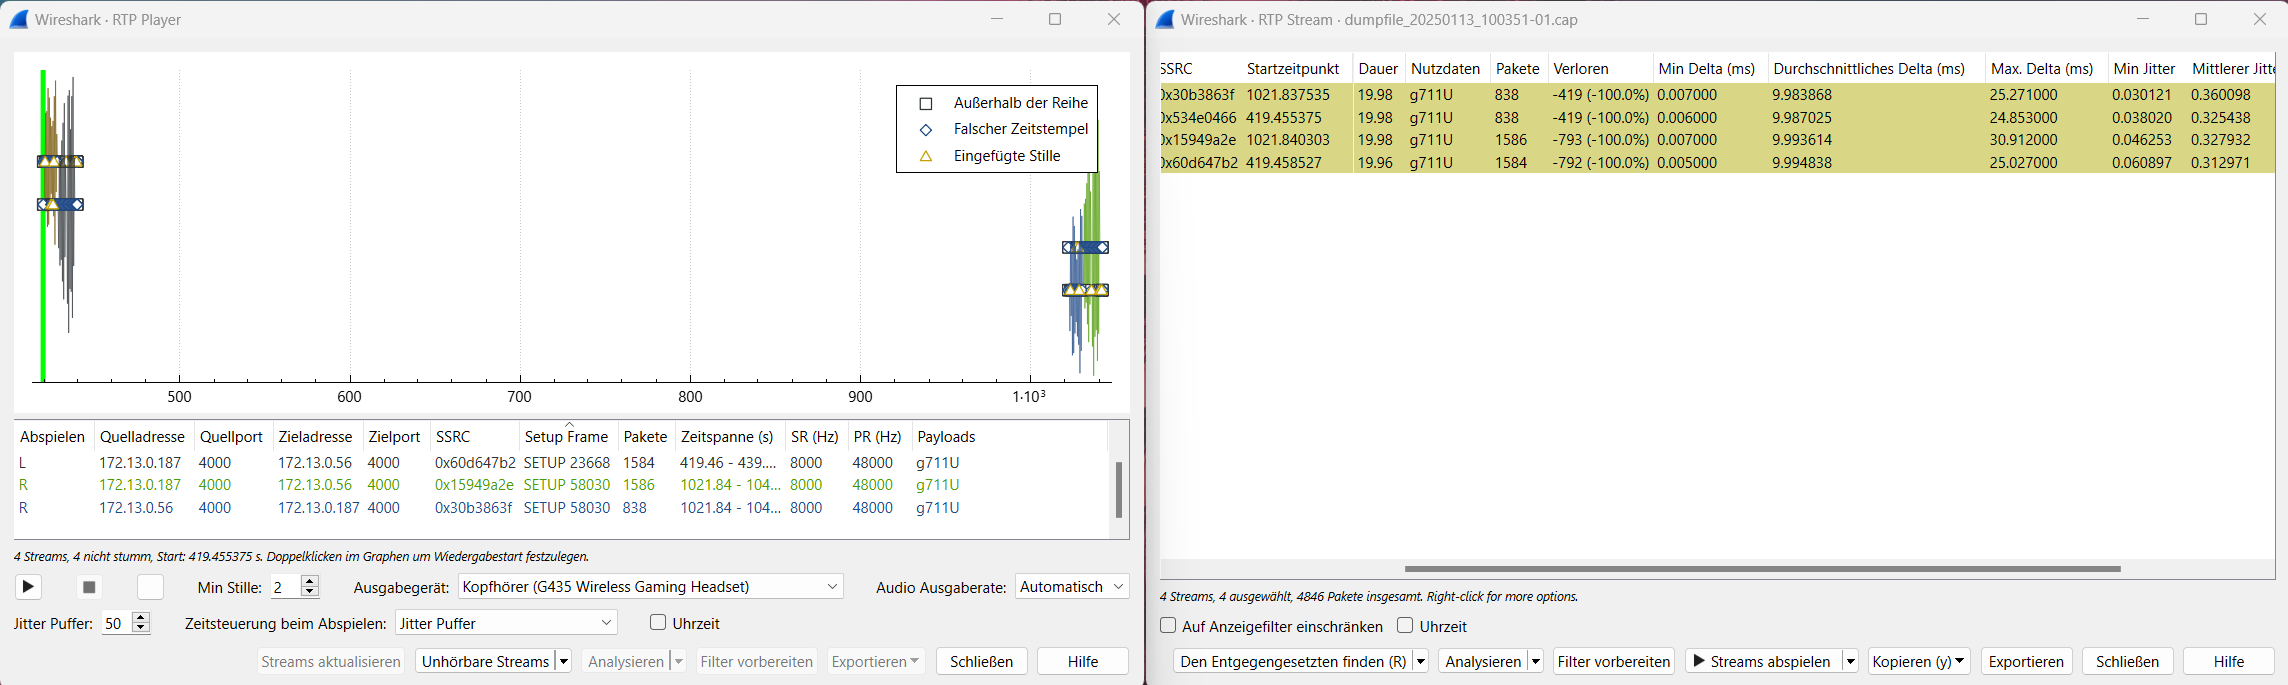 Wireshark · RTP Player
Außerhalb der Reihe
Falscher Zeitstempel
Eingefügte Stille
500 600 700 800 900 1·10³
Abspielen Quelladresse Quellport Zieladresse Zielport SSRC Setup Frame Pakete Zeitspanne (s) SR (Hz) PR (Hz) Payloads
L 172.13.0.187 4000 172.13.0.56 4000 0x60d647b2 SETUP 23668 1584 419.46 - 439.... 8000 48000 g711U
R 172.13.0.187 4000 172.13.0.56 4000 0x15949a2e SETUP 58030 1586 1021.84 - 104... 8000 48000 g711U
R 172.13.0.56 4000 172.13.0.187 4000 0x30b3863f SETUP 58030 838 1021.84 - 104... 8000 48000 g711U
4 Streams, 4 nicht stumm, Start: 419.455375 s. Doppelklicken im Graphen um Wiedergabestart festzulegen.
Min Stille: 2 Ausgabegerät: Kopfhörer (G435 Wireless Gaming Headset) Audio Ausgaberate: Automatisch
Jitter Puffer: 50 Zeitsteuerung beim Abspielen: Jitter Puffer Uhrzeit
Streams aktualisieren Unhörbare Streams Analysieren Filter vorbereiten Exportieren Schließen Hilfe
Wireshark · RTP Stream · dumpfile_20250113_100351-01.cap
SSRC Startzeitpunkt Dauer Nutzdaten Pakete Verloren Min Delta (ms) Durchschnittliches Delta (ms) Max. Delta (ms) Min Jitter Mittlerer Jitte
0x30b3863f 1021.837535 19.98 g711U 838 -419 (-100.0%) 0.007000 9.983868 25.271000 0.030121 0.360098
0x534e0466 419.455375 19.98 g711U 838 -419 (-100.0%) 0.006000 9.987025 24.853000 0.038020 0.325438
0x15949a2e 1021.840303 19.98 g711U 1586 -793 (-100.0%) 0.007000 9.993614 30.912000 0.046253 0.327932
0x60d647b2 419.458527 19.96 g711U 1584 -792 (-100.0%) 0.005000 9.994838 25.027000 0.060897 0.312971
4 Streams, 4 ausgewählt, 4846 Pakete insgesamt. Right-click for more options.
Auf Anzeigefilter einschränken Uhrzeit
Den Entgegengesetzten finden (R) Analysieren Filter vorbereiten Streams abspielen Kopieren (y) Exportieren Schließen Hilfe